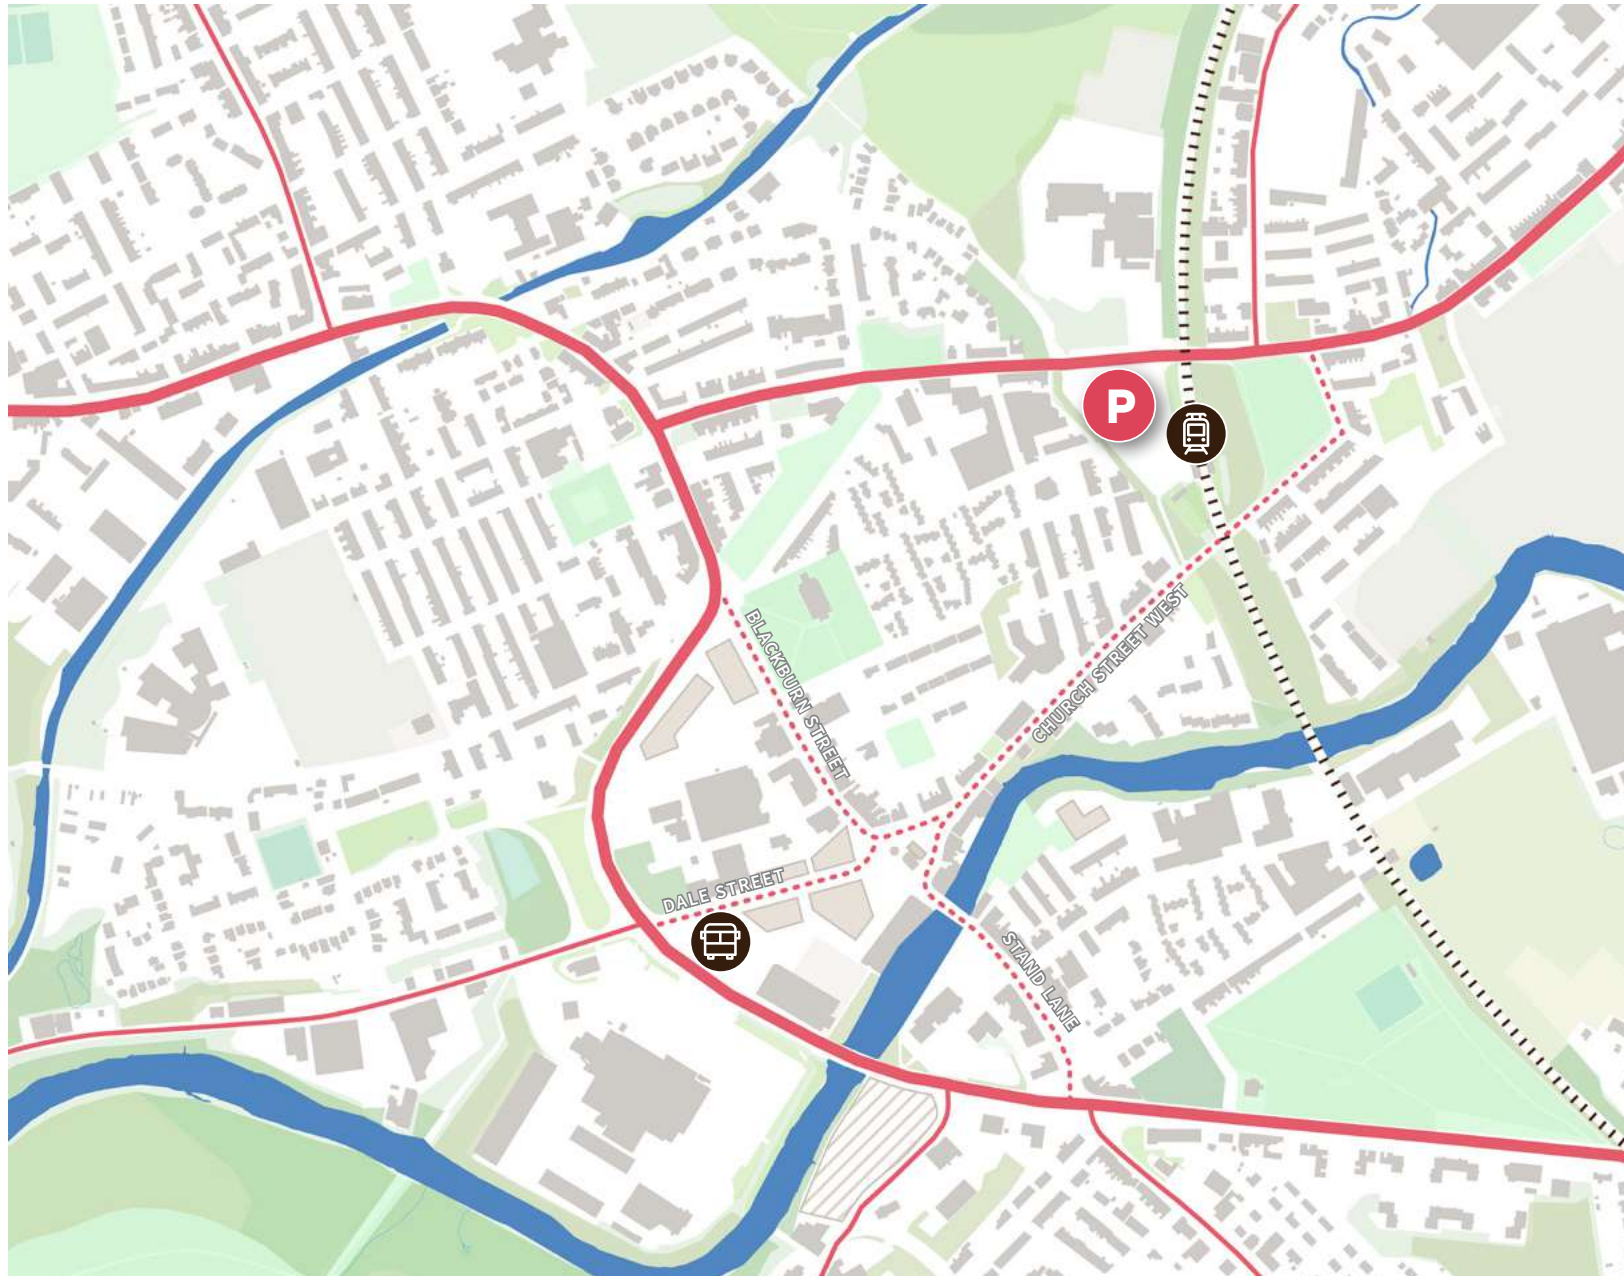 P
BLACKBURN STREET
CHURCH STREET WEST
DALE STREET
STAND LANE